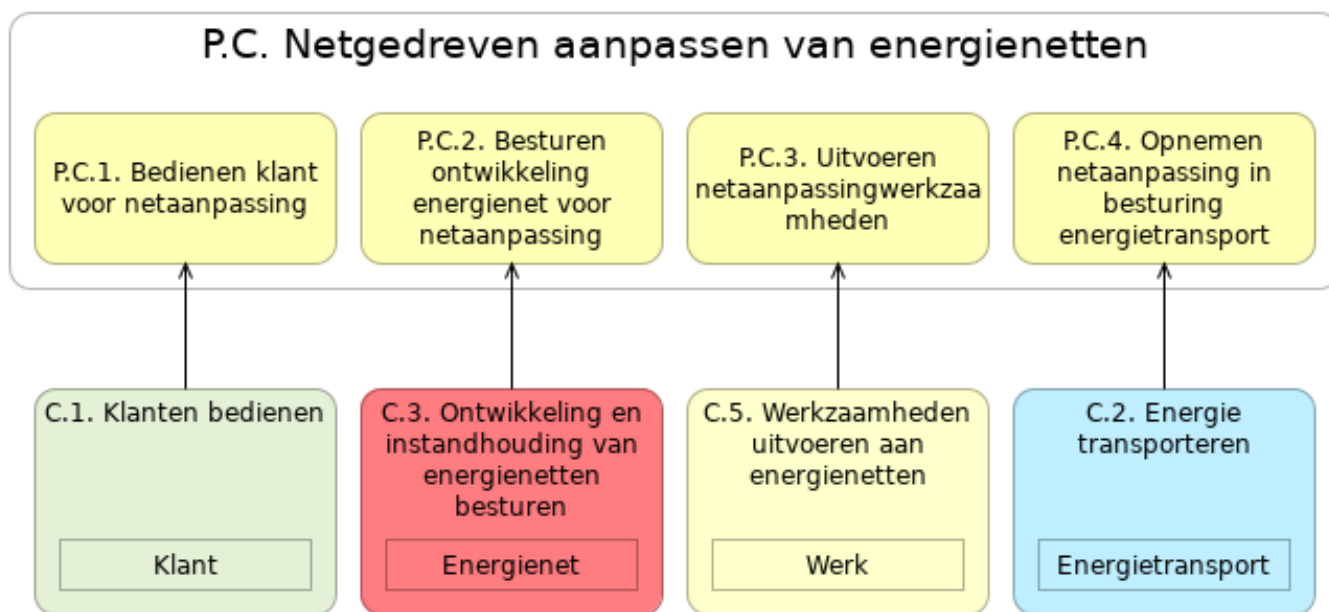 P.C. Netgedreven aanpassen van energienetten
P.C.1. Bedienen klant
voor netaanpassing
P.C.2. Besturen
ontwikkeling
energienet voor
netaanpassing
P.C.3. Uitvoeren
netaanpassingwerkzaa
mheden
P.C.4. Opnemen
netaanpassing in
besturing
energietransport
C.1. Klanten bedienen
Klant
C.3. Ontwikkeling en
instandhouding van
energienetten
besturen
Energienet
C.5. Werkzaamheden
uitvoeren aan
energienetten
Werk
C.2. Energie
transporteren
Energietransport